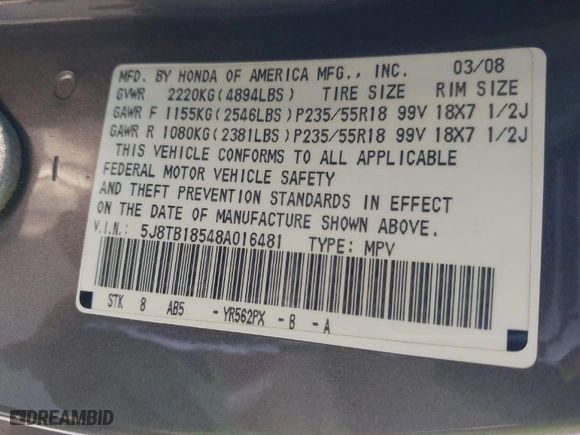 MFD. BY HONDA OF AMERICA MFG., INC. 03/08
GVWR 2220KG(4894LBS) TIRE SIZE RIM SIZE
GAWR F 1155KG(2546LBS) P235/55R18 99V 18X7 1/2J
GAWR R 1080KG(2381LBS) P235/55R18 99V 18X7 1/2J
THIS VEHICLE CONFORMS TO ALL APPLICABLE
FEDERAL MOTOR VEHICLE SAFETY
AND THEFT PREVENTION STANDARDS IN EFFECT
ON THE DATE OF MANUFACTURE SHOWN ABOVE.
V.I.N.: 5J8TB18548A016481 TYPE: MPV
STK 8 AB5 - YR562PX - B - A
DREAMBID